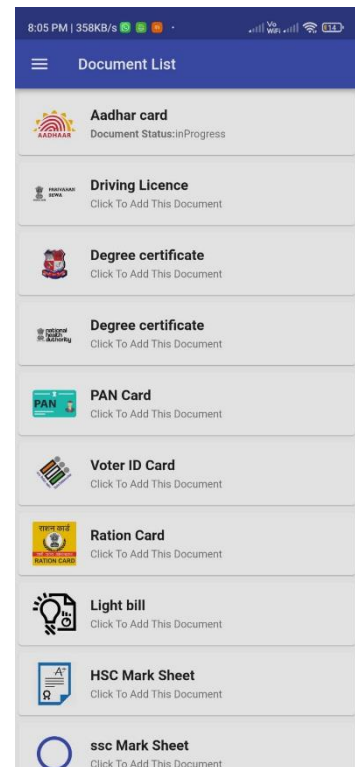 8:05 PM | 358KB/s
Document List
AADHAAR
Aadhar card
Document Status:inProgress
PARIVAHAN
SEWA
Driving Licence
Click To Add This Document
Degree certificate
Click To Add This Document
national
health
authority
Degree certificate
Click To Add This Document
PAN
PAN Card
Click To Add This Document
Voter ID Card
Click To Add This Document
राशन कार्ड
RATION CARD
Ration Card
Click To Add This Document
Light bill
Click To Add This Document
A+
HSC Mark Sheet
Click To Add This Document
ssc Mark Sheet
Click To Add This Document